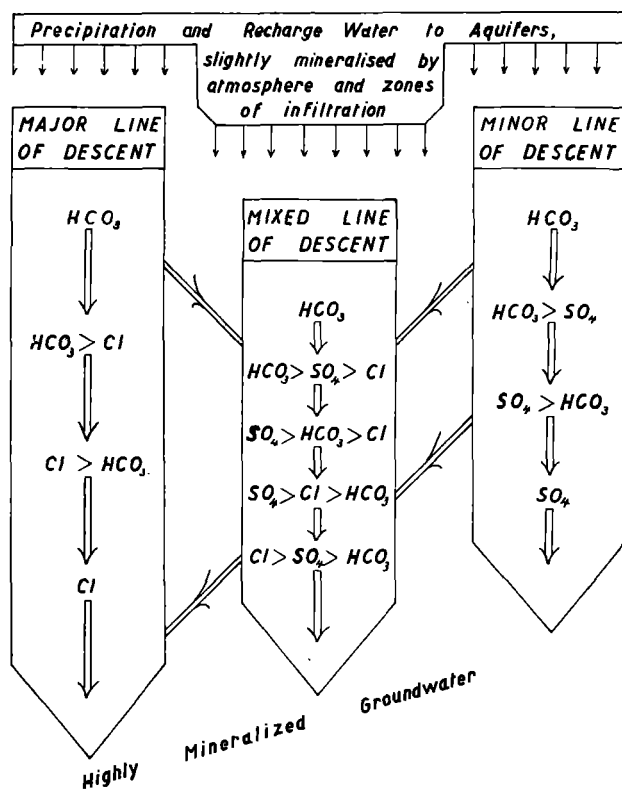 Precipitation and Recharge Water to Aquifers,
slightly mineralised by
atmosphere and zones
of infiltration
MAJOR LINE
OF DESCENT
HCO₃
HCO₃ > Cl
Cl > HCO₃
Cl
MIXED LINE
OF DESCENT
HCO₃
HCO₃ > SO₄ > Cl
SO₄ > HCO₃ > Cl
SO₄ > Cl > HCO₃
Cl > SO₄ > HCO₃
MINOR LINE
OF DESCENT
HCO₃
HCO₃ > SO₄
SO₄ > HCO₃
SO₄
Highly Mineralized Groundwater